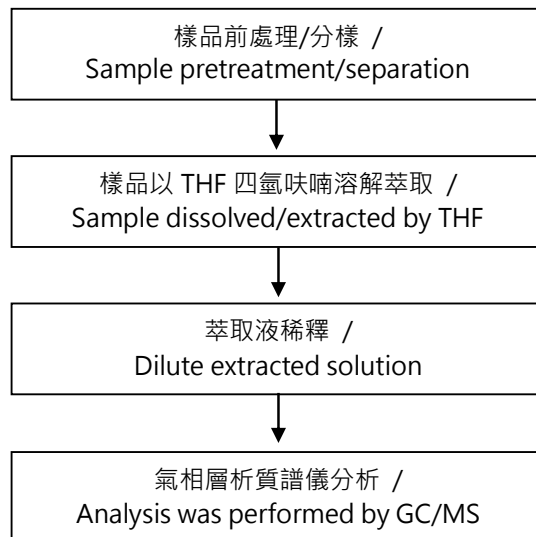 樣品前處理/分樣 /
Sample pretreatment/separation
樣品以 THF 四氫呋喃溶解萃取 /
Sample dissolved/extracted by THF
萃取液稀釋 /
Dilute extracted solution
氣相層析質譜儀分析 /
Analysis was performed by GC/MS